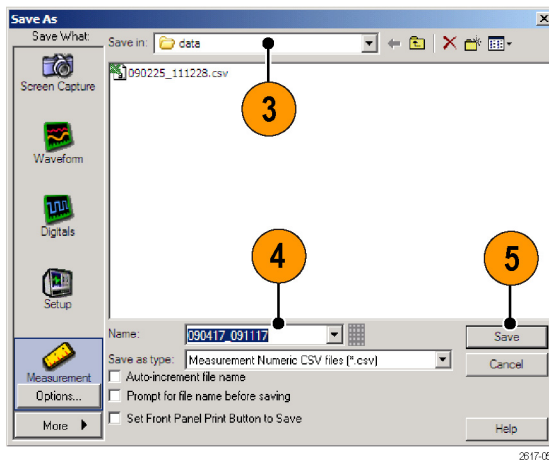 Save As
Save What:
Save in: data
Screen Capture
090225_111228.csv
3
Waveform
Digitals
4
5
Setup
Name: 090417_091117
Save
Save as type: Measurement Numeric CSV files (*.csv)
Cancel
Measurement
Auto-increment file name
Options...
Prompt for file name before saving
More
Set Front Panel Print Button to Save
Help